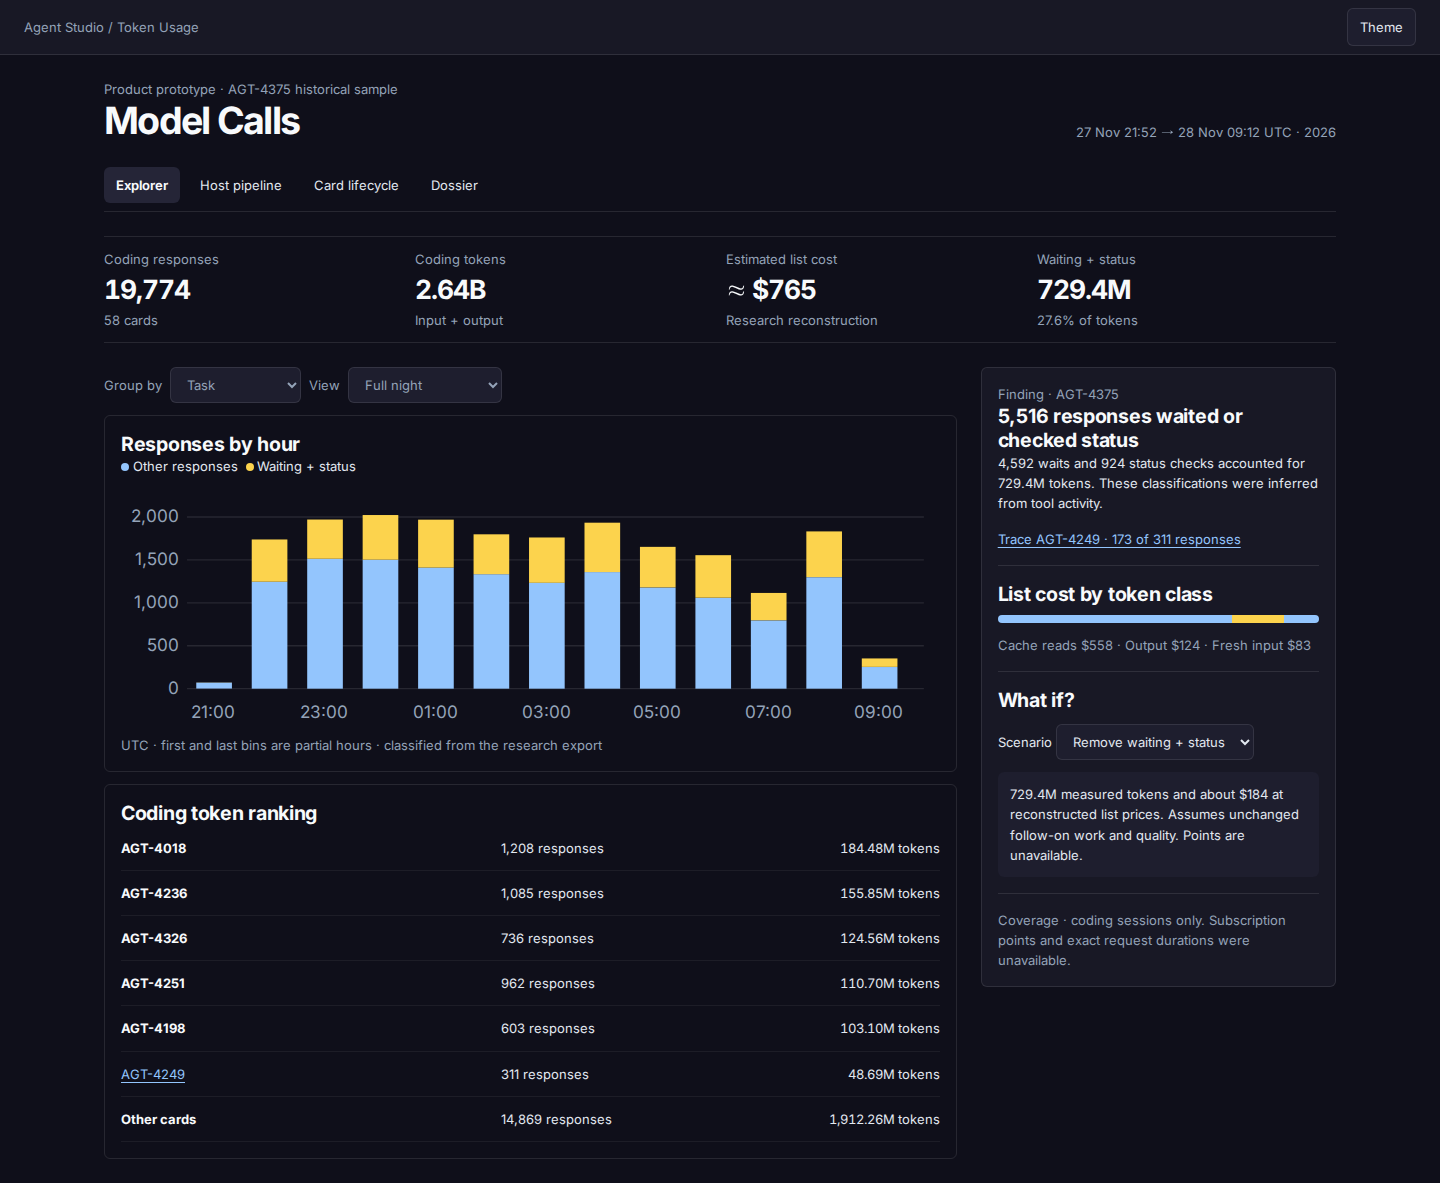 Agent Studio / Token Usage
Theme
Product prototype · AGT-4375 historical sample
Model Calls
27 Nov 21:52 → 28 Nov 09:12 UTC · 2026
Explorer
Host pipeline
Card lifecycle
Dossier
Coding responses
19,774
58 cards
Coding tokens
2.64B
Input + output
Estimated list cost
≈ $765
Research reconstruction
Waiting + status
729.4M
27.6% of tokens
Group by
Task
View
Full night
Responses by hour
Other responses
Waiting + status
2,000
1,500
1,000
500
0
21:00
23:00
01:00
03:00
05:00
07:00
09:00
UTC · first and last bins are partial hours · classified from the research export
Coding token ranking
AGT-4018 1,208 responses 184.48M tokens
AGT-4236 1,085 responses 155.85M tokens
AGT-4326 736 responses 124.56M tokens
AGT-4251 962 responses 110.70M tokens
AGT-4198 603 responses 103.10M tokens
AGT-4249 311 responses 48.69M tokens
Other cards 14,869 responses 1,912.26M tokens
Finding · AGT-4375
5,516 responses waited or
checked status
4,592 waits and 924 status checks accounted for
729.4M tokens. These classifications were inferred
from tool activity.
Trace AGT-4249 · 173 of 311 responses
List cost by token class
Cache reads $558 · Output $124 · Fresh input $83
What if?
Scenario
Remove waiting + status
729.4M measured tokens and about $184 at
reconstructed list prices. Assumes unchanged
follow-on work and quality. Points are
unavailable.
Coverage · coding sessions only. Subscription
points and exact request durations were
unavailable.